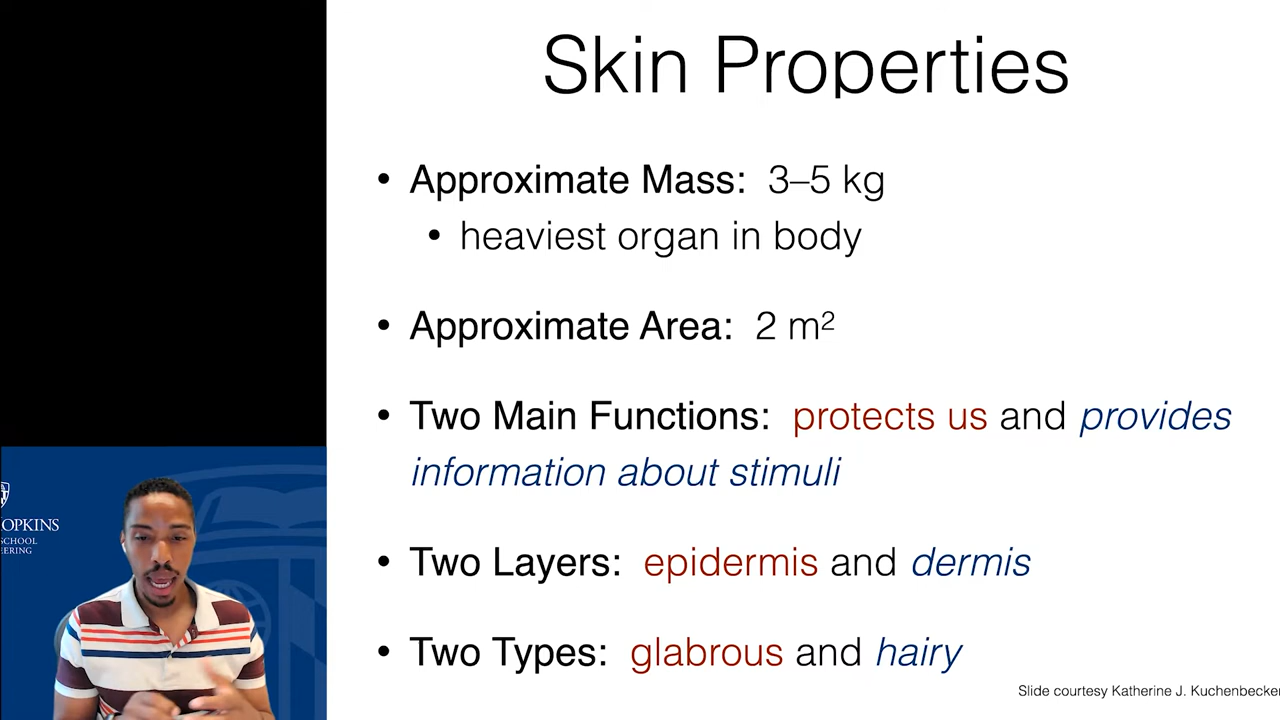 Skin Properties
• Approximate Mass: 3–5 kg
• heaviest organ in body
• Approximate Area: 2 m²
• Two Main Functions: protects us and provides
information about stimuli
• Two Layers: epidermis and dermis
• Two Types: glabrous and hairy
Slide courtesy Katherine J. Kuchenbecker
OPKINS
SCHOOL
EERING